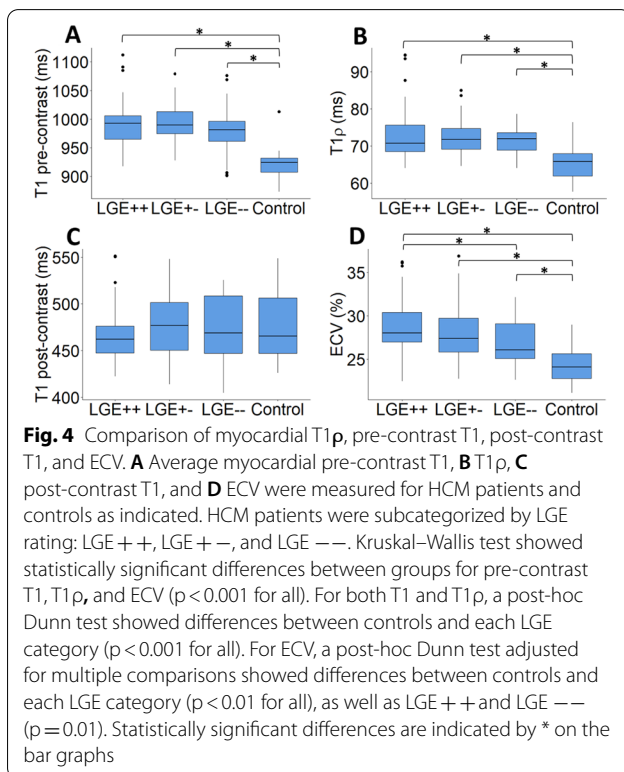 A
*
*
*
T1 pre-contrast (ms)
1100
1050
1000
950
900
LGE++ LGE+- LGE-- Control
B
*
*
*
T1ρ (ms)
90
80
70
60
LGE++ LGE+- LGE-- Control
C
T1 post-contrast (ms)
550
500
450
400
LGE++ LGE+- LGE-- Control
D
*
*
*
*
ECV (%)
35
30
25
LGE++ LGE+- LGE-- Control
Fig. 4 Comparison of myocardial T1ρ, pre-contrast T1, post-contrast
T1, and ECV. A Average myocardial pre-contrast T1, B T1ρ, C
post-contrast T1, and D ECV were measured for HCM patients and
controls as indicated. HCM patients were subcategorized by LGE
rating: LGE + +, LGE + −, and LGE −−. Kruskal–Wallis test showed
statistically significant differences between groups for pre-contrast
T1, T1ρ, and ECV (p < 0.001 for all). For both T1 and T1ρ, a post-hoc
Dunn test showed differences between controls and each LGE
category (p < 0.001 for all). For ECV, a post-hoc Dunn test adjusted
for multiple comparisons showed differences between controls and
each LGE category (p < 0.01 for all), as well as LGE + + and LGE −−
(p = 0.01). Statistically significant differences are indicated by * on the
bar graphs